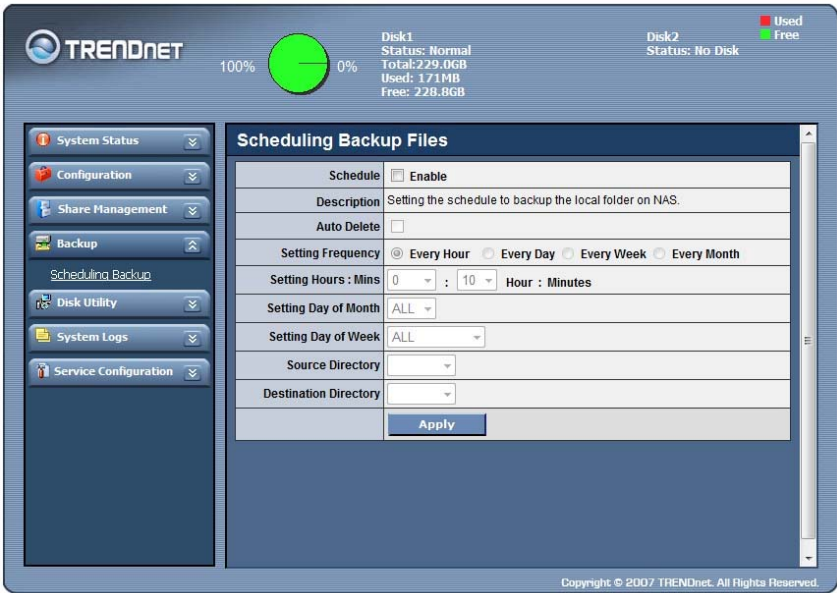 TRENDnet
100%
0%
Disk1
Status: Normal
Total:229.0GB
Used: 171MB
Free: 228.8GB
Disk2
Status: No Disk
Used
Free
System Status
Configuration
Share Management
Backup
Scheduling Backup
Disk Utility
System Logs
Service Configuration
Scheduling Backup Files
Schedule Enable
Description Setting the schedule to backup the local folder on NAS.
Auto Delete
Setting Frequency Every Hour Every Day Every Week Every Month
Setting Hours : Mins 0 : 10 Hour : Minutes
Setting Day of Month ALL
Setting Day of Week ALL
Source Directory
Destination Directory
Apply
Copyright © 2007 TRENDnet. All Rights Reserved.